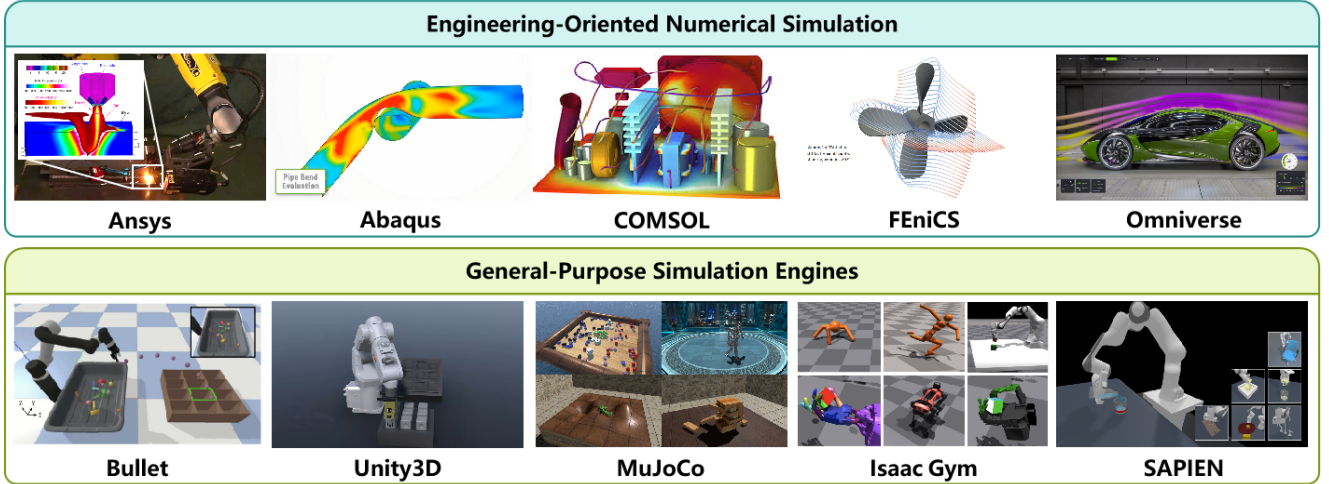 Engineering-Oriented Numerical Simulation
Pipe Bend
Evaluation
Ansys
Abaqus
COMSOL
FEniCS
Omniverse
General-Purpose Simulation Engines
Z
Y
X
Bullet
Unity3D
MuJoCo
Isaac Gym
SAPIEN